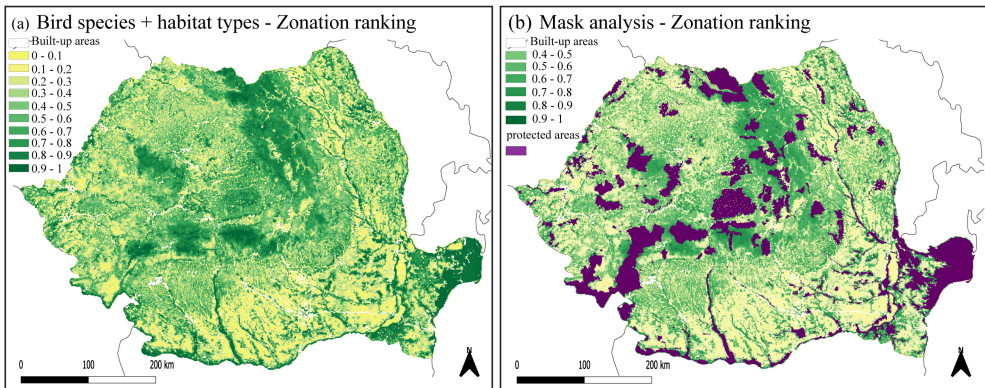 (a) Bird species + habitat types - Zonation ranking
Built-up areas
0 - 0.1
0.1 - 0.2
0.2 - 0.3
0.3 - 0.4
0.4 - 0.5
0.5 - 0.6
0.6 - 0.7
0.7 - 0.8
0.8 - 0.9
0.9 - 1
0 100 200 km
N
(b) Mask analysis - Zonation ranking
Built-up areas
0.4 - 0.5
0.5 - 0.6
0.6 - 0.7
0.7 - 0.8
0.8 - 0.9
0.9 - 1
protected areas
0 100 200 km
N